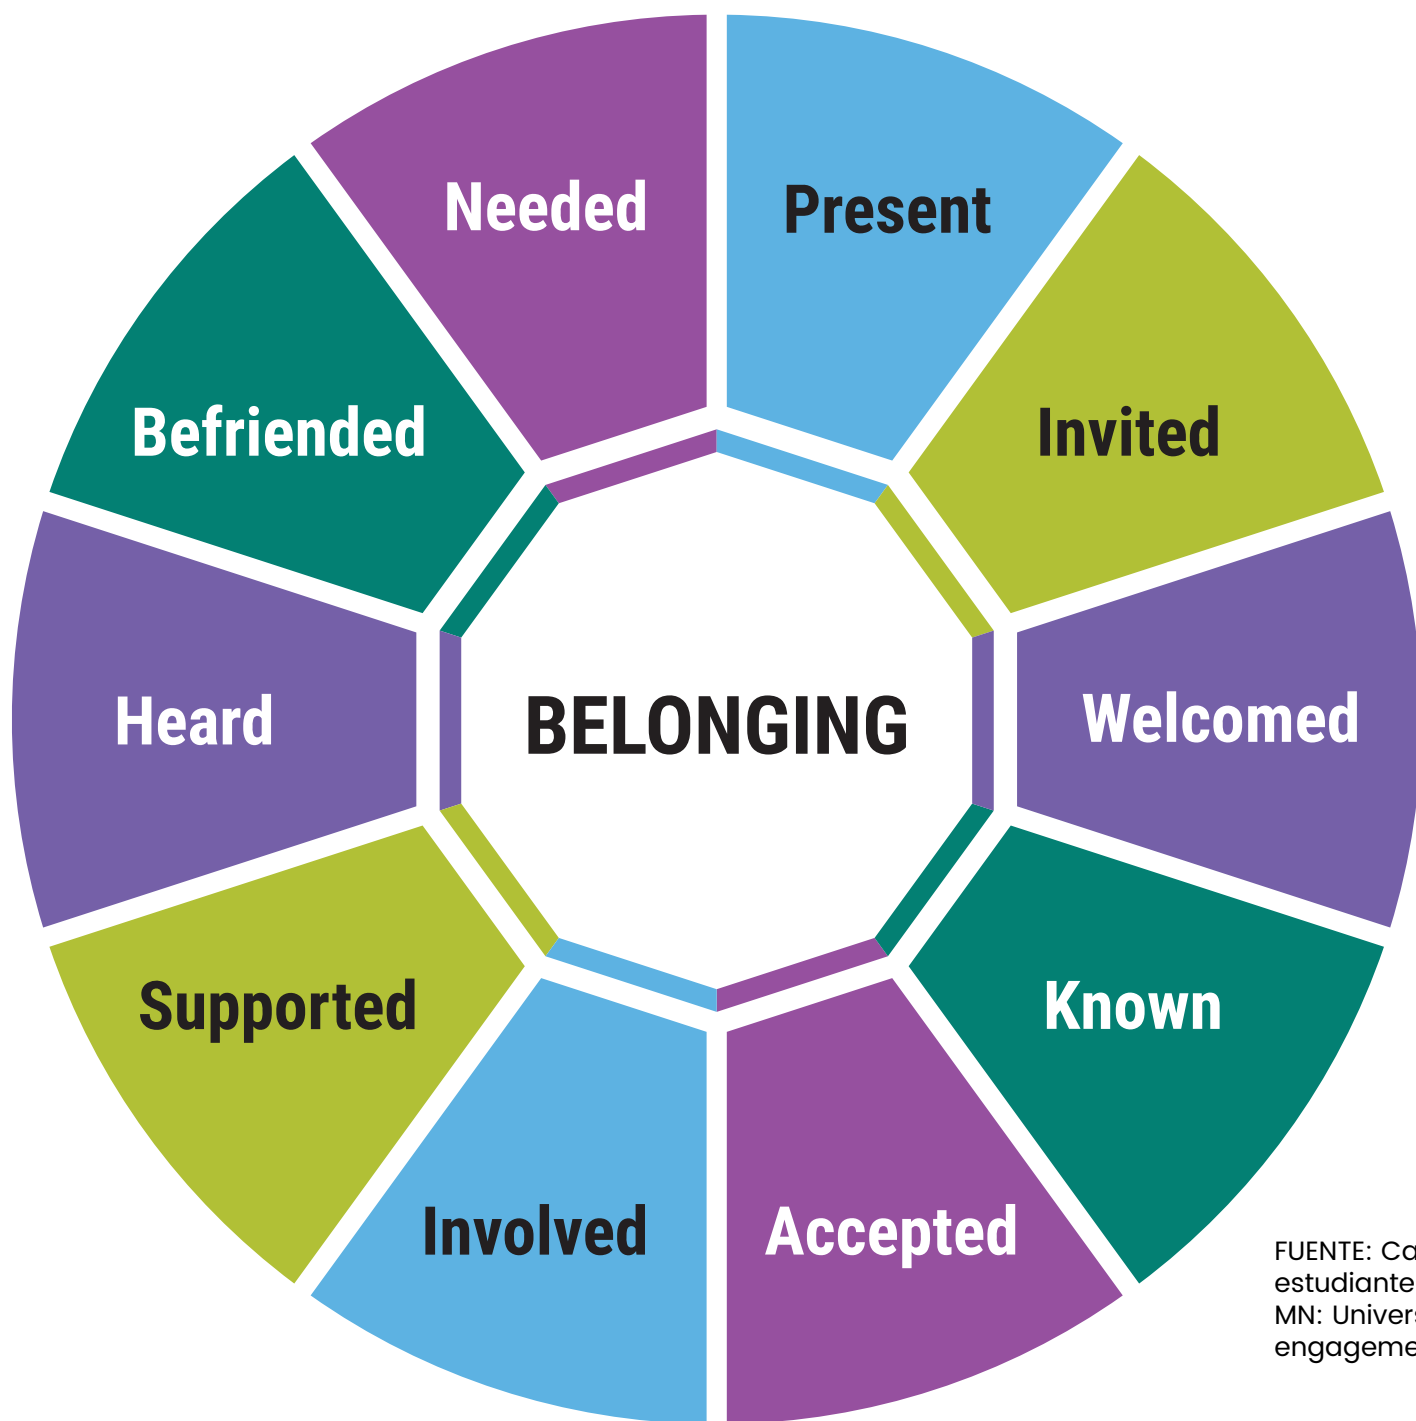 Needed
Present
Befriended
Invited
Heard
BELONGING
Welcomed
Supported
Known
Involved
Accepted
FUENTE:
MN: